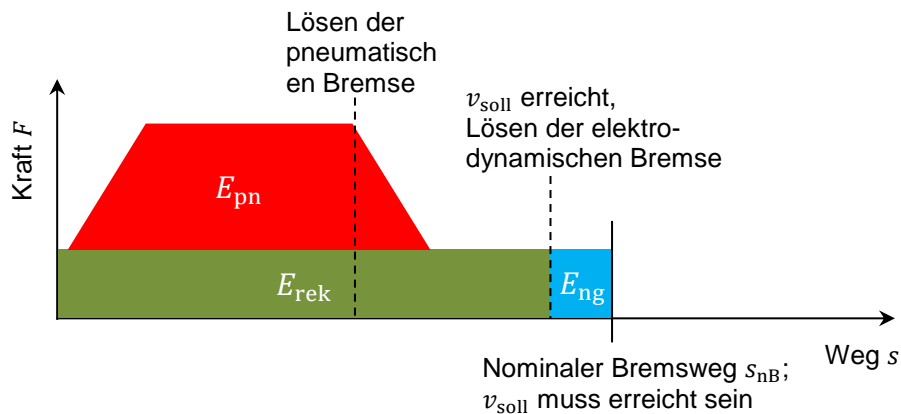 Lösen der
pneumatisch
en Bremse
v_soll erreicht,
Lösen der elektro-
dynamischen Bremse
Kraft F
E_pn
E_rek
E_ng
Weg s
Nominaler Bremsweg s_nB;
v_soll muss erreicht sein